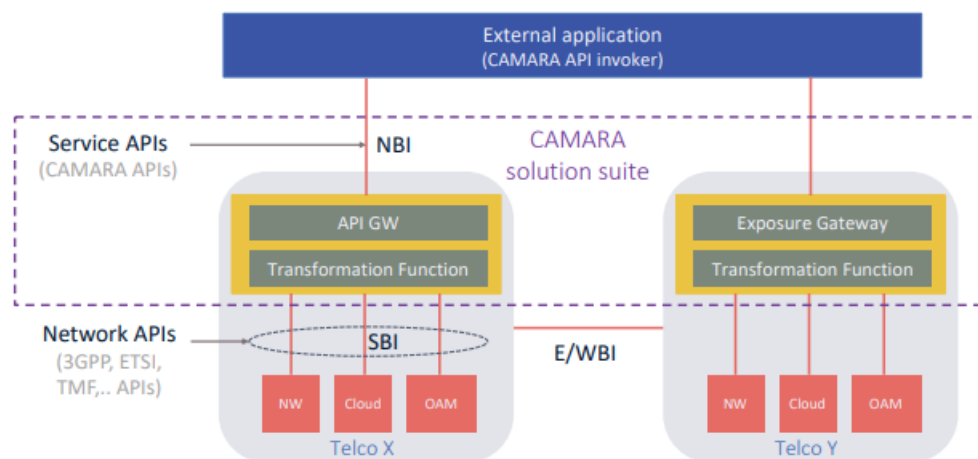 External application
(CAMARA API invoker)
Service APIs
(CAMARA APIs)
NBI
CAMARA
solution suite
API GW
Transformation Function
Exposure Gateway
Transformation Function
Network APIs
(3GPP, ETSI,
TMF,.. APIs)
SBI
E/WBI
NW
Cloud
OAM
NW
Cloud
OAM
Telco X
Telco Y